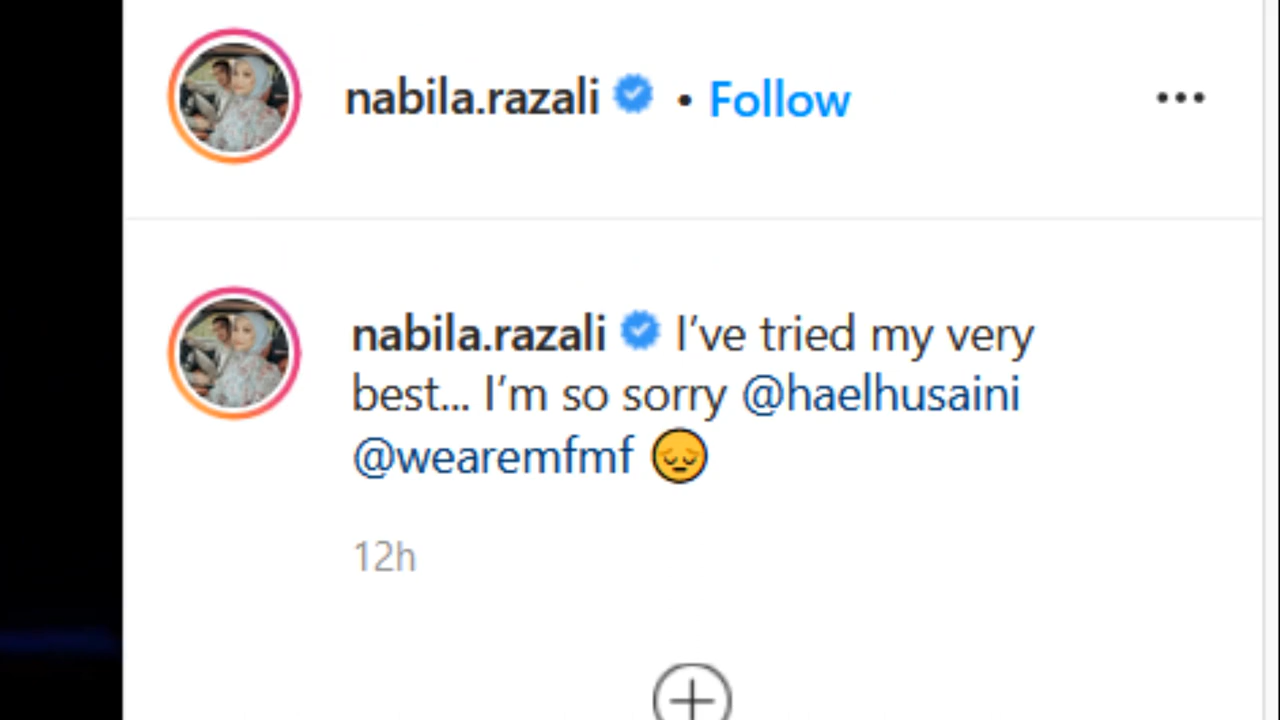 nabila.razali • Follow
nabila.razali I’ve tried my very
best... I’m so sorry @haelhusaini
@wearemfmf 😔
12h